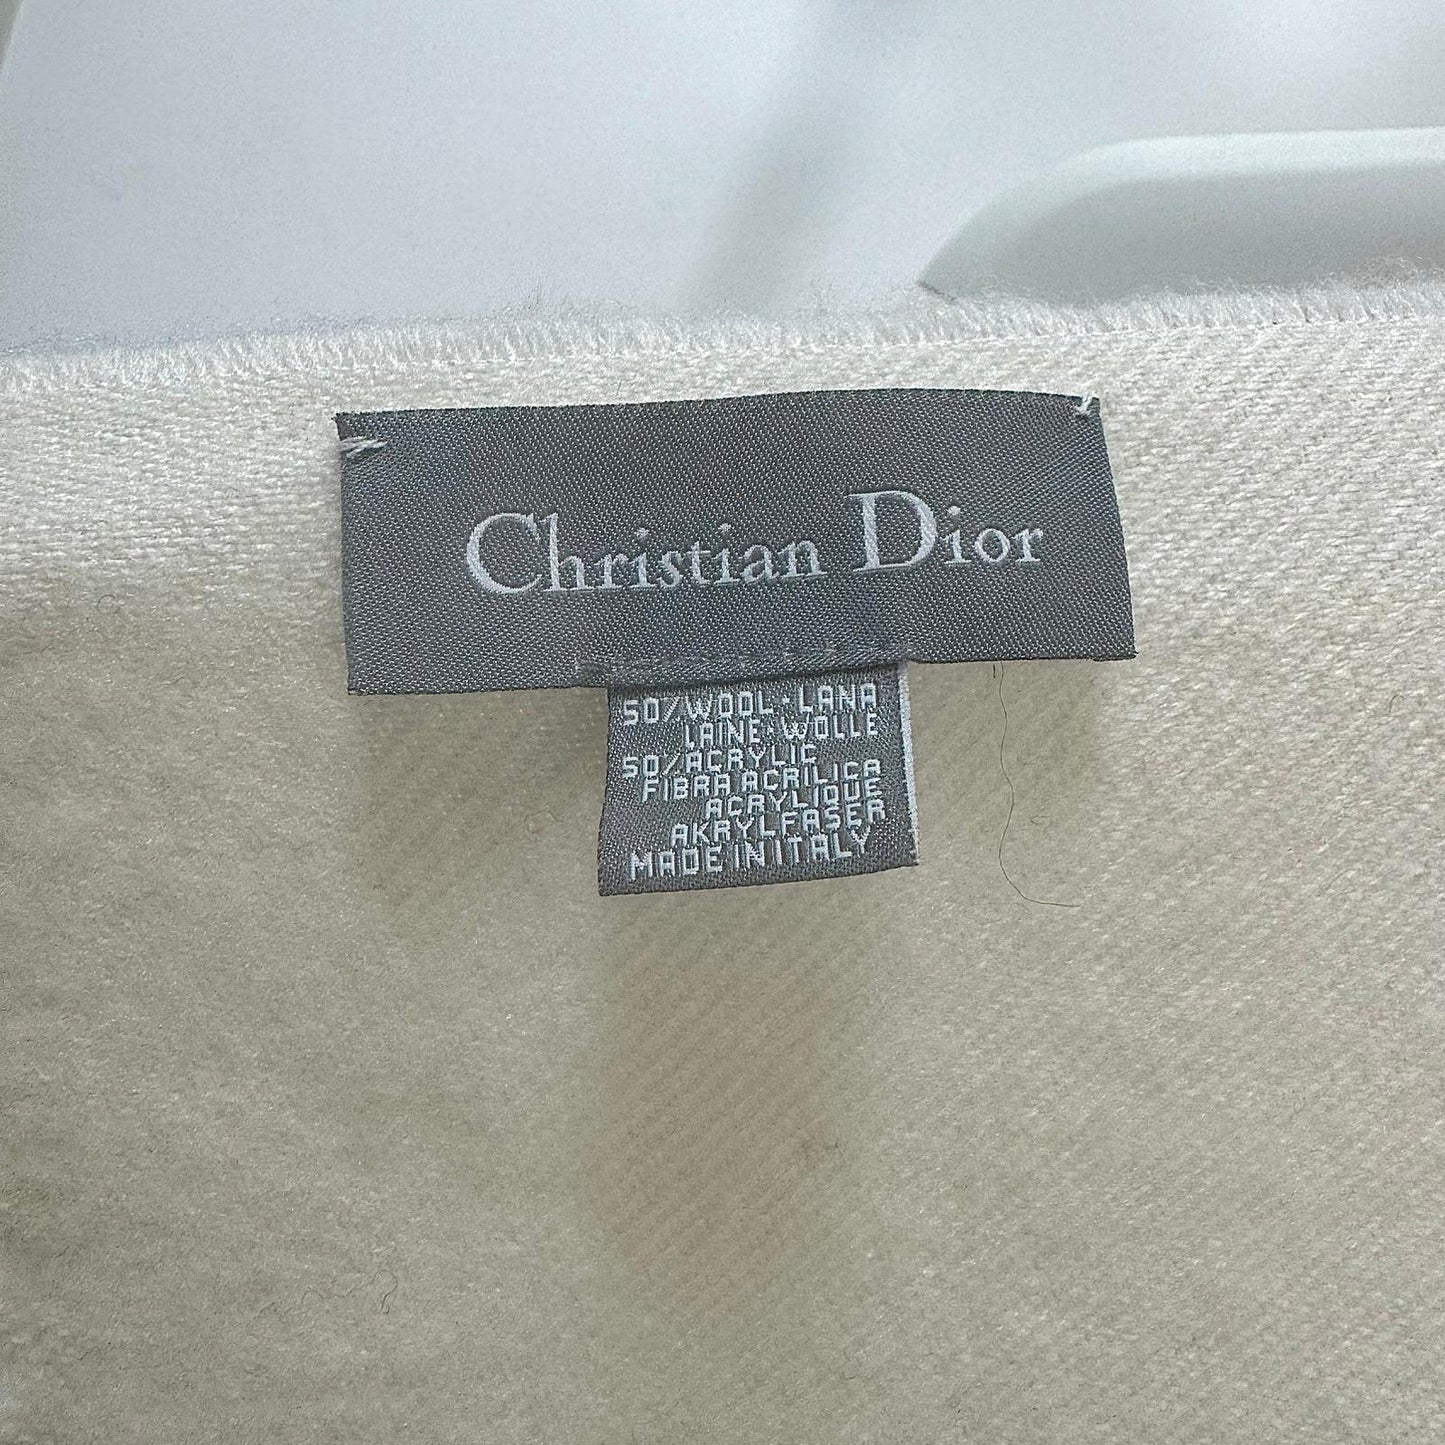 Christian Dior
50/WOOL·LANA
LAINE·WOLLE
50/ACRYLIC
FIBRA ACRILICA
ACRYLIQUE
AKRYLFASER
MADE IN ITALY